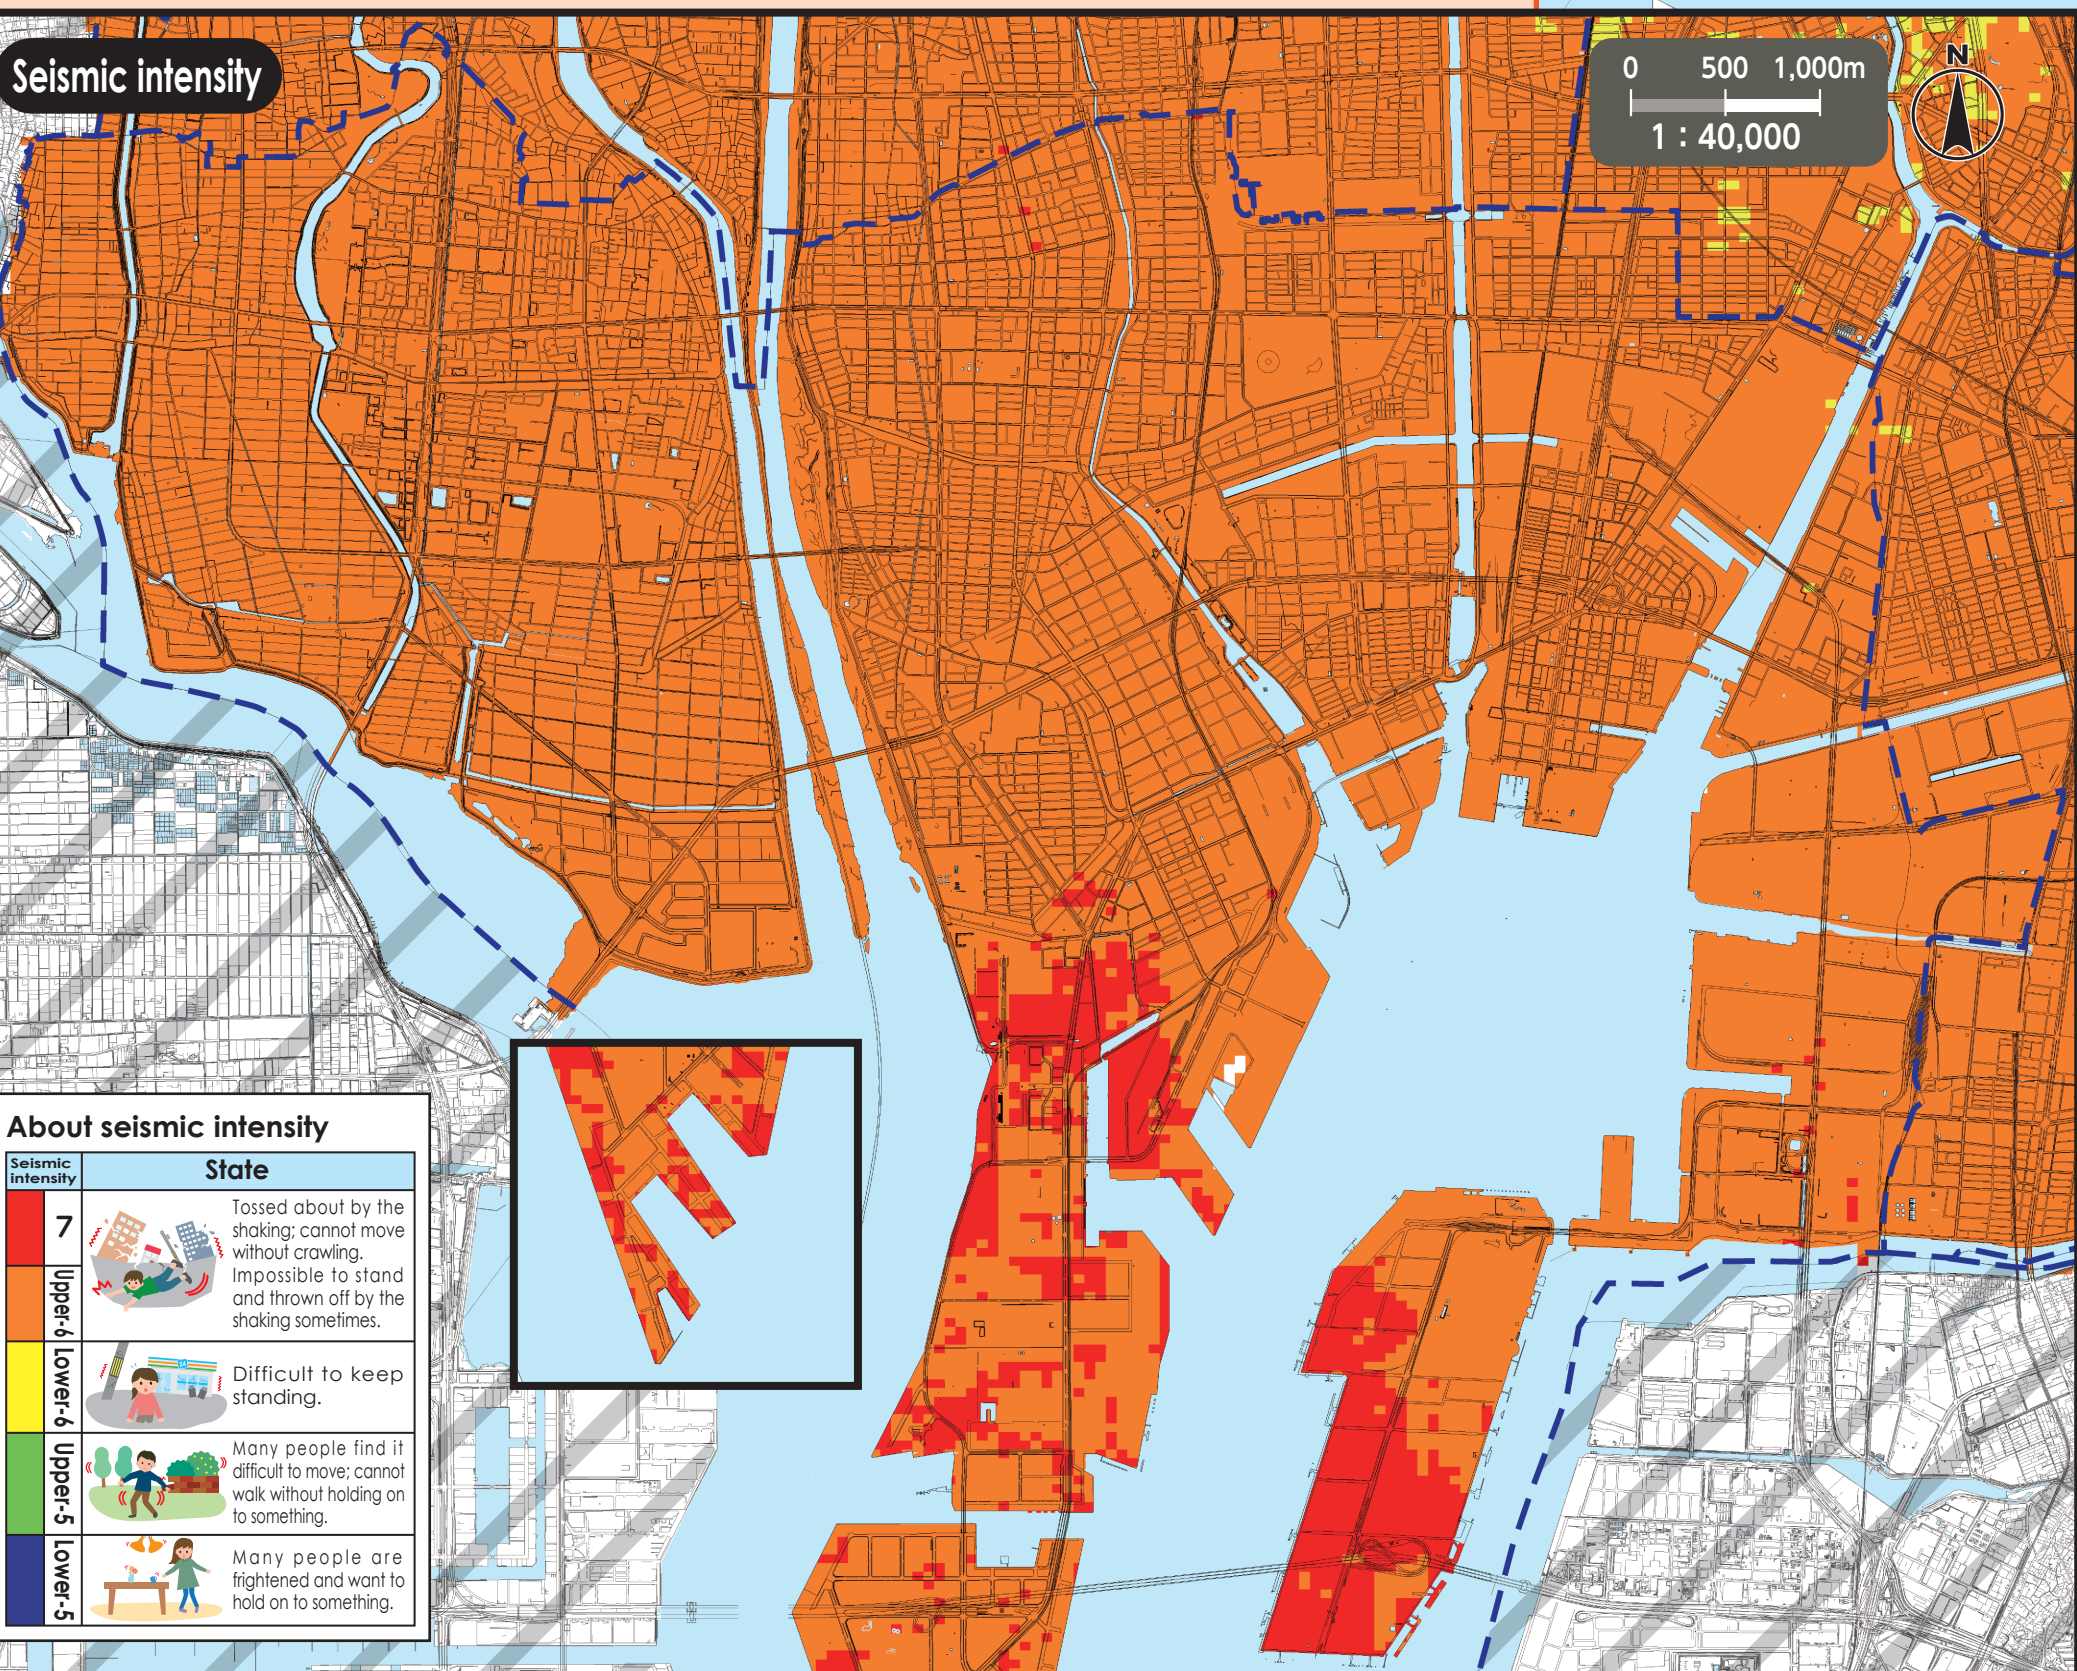 Seismic intensity
0 500 1,000m
1 : 40,000
N
About seismic intensity
Seismic
intensity
State
7
Tossed about by the
shaking; cannot move
without crawling.
Impossible to stand
and thrown off by the
shaking sometimes.
Upper-6
Lower-6
Difficult to keep
standing.
Upper-5
Many people find it
difficult to move; cannot
walk without holding on
to something.
Lower-5
Many people are
frightened and want to
hold on to something.